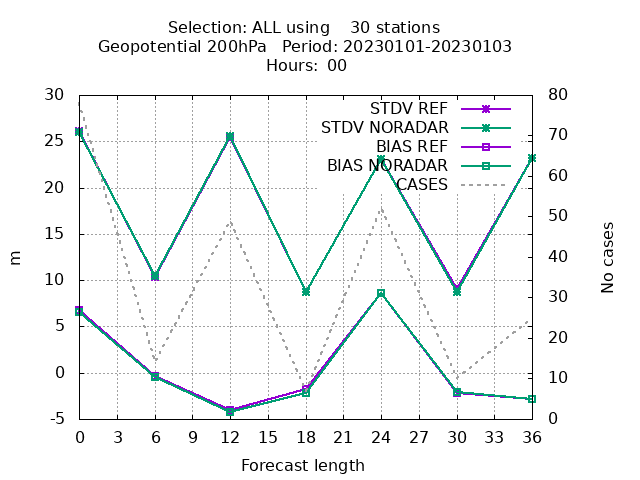 Selection: ALL using    30 stations
Geopotential 200hPa   Period: 20230101-20230103
Hours: 00
STDV REF
STDV NORADAR
BIAS REF
BIAS NORADAR
CASES
30
25
20
15
10
5
0
-5
m
80
70
60
50
40
30
20
10
0
No cases
0 3 6 9 12 15 18 21 24 27 30 33 36
Forecast length